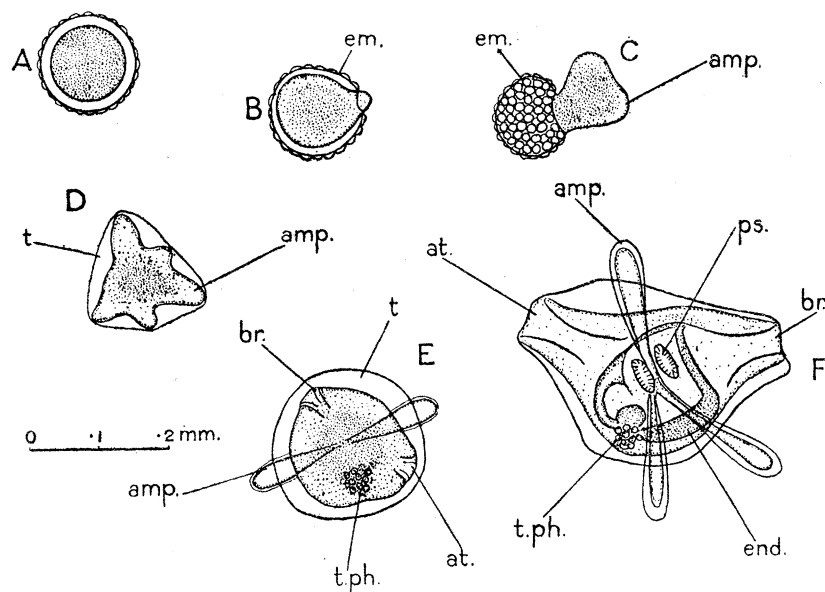 A
em.
B
em.
C
amp.
D
t
amp.
amp.
ps.
at.
br.
F
t.ph.
end.
br.
t
E
amp.
t.ph.
at.
0 ·1 ·2 mm.